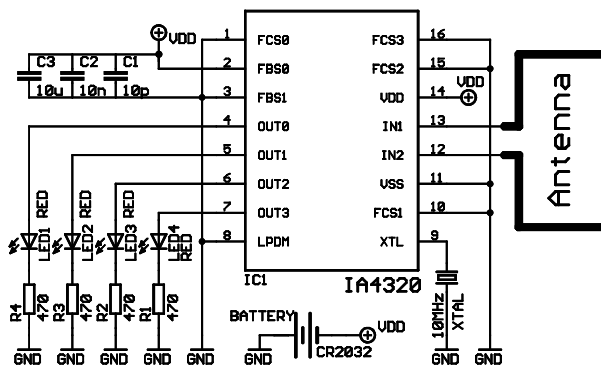 VDD
C3 C2 C1
10u 10n 10p
1 FCS0
2 FBS0
3 FBS1
4 OUT0
5 OUT1
6 OUT2
7 OUT3
8 LPDM
FCS3 16
FCS2 15
VDD 14
VDD
IN1 13
IN2 12
VSS 11
FCS1 10
XTL 9
Antenna
IC1
IA4320
LED1 RED
LED2 RED
LED3 RED
LED4 RED
R4 470
R3 470
R2 470
R1 470
10MHz
XTAL
BATTERY
VDD
CR2032
GND GND GND GND GND GND GND GND